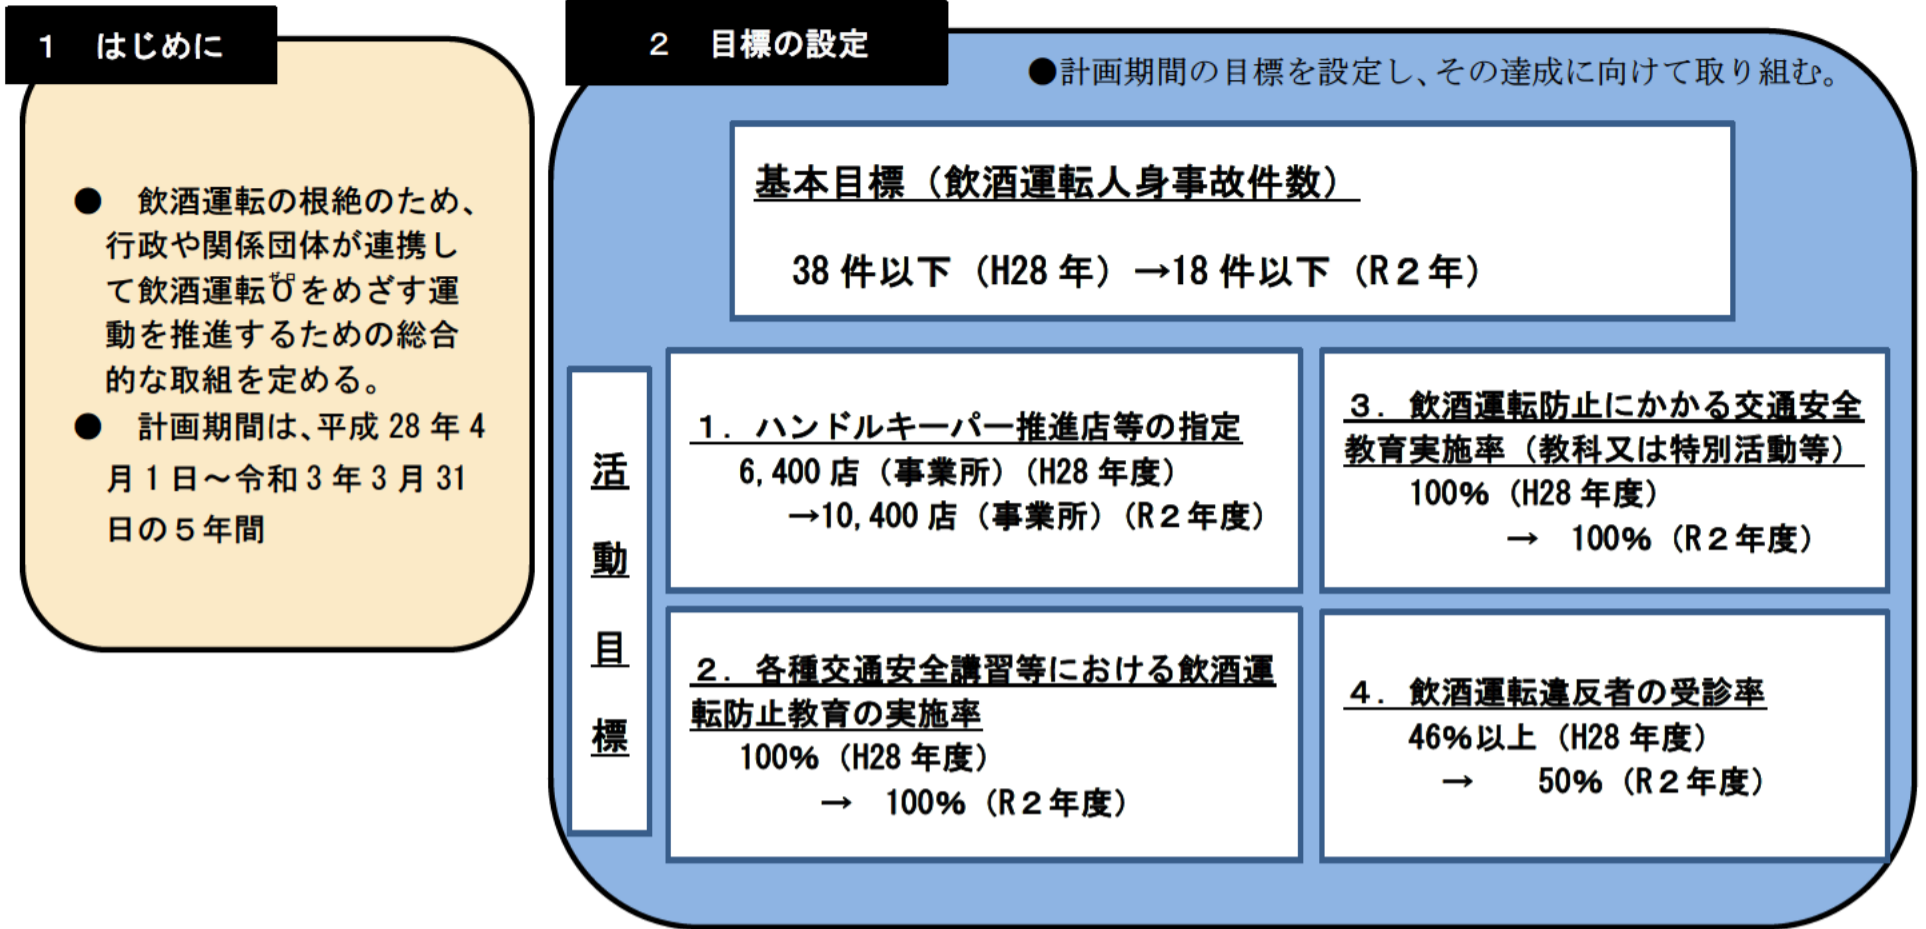 １　はじめに
●　飲酒運転の根絶のため、
行政や関係団体が連携し
て飲酒運転０をめざす運
ゼロ
動を推進するための総合
的な取組を定める。
●　計画期間は、平成 28 年 4
月 1 日～令和 3 年 3 月 31
日の５年間
２　目標の設定
●計画期間の目標を設定し、その達成に向けて取り組む。
基本目標（飲酒運転人身事故件数）
38 件以下（H28 年）→18 件以下（R２年）
活動目標
１．ハンドルキーパー推進店等の指定
6,400 店（事業所）（H28 年度）
→10,400 店（事業所）（R２年度）
２．各種交通安全講習等における飲酒運
転防止教育の実施率
100%（H28 年度）
→　100%（R２年度）
３．飲酒運転防止にかかる交通安全
教育実施率（教科又は特別活動等）
100%（H28 年度）
→　100%（R２年度）
４．飲酒運転違反者の受診率
46%以上（H28 年度）
→　　50%（R２年度）